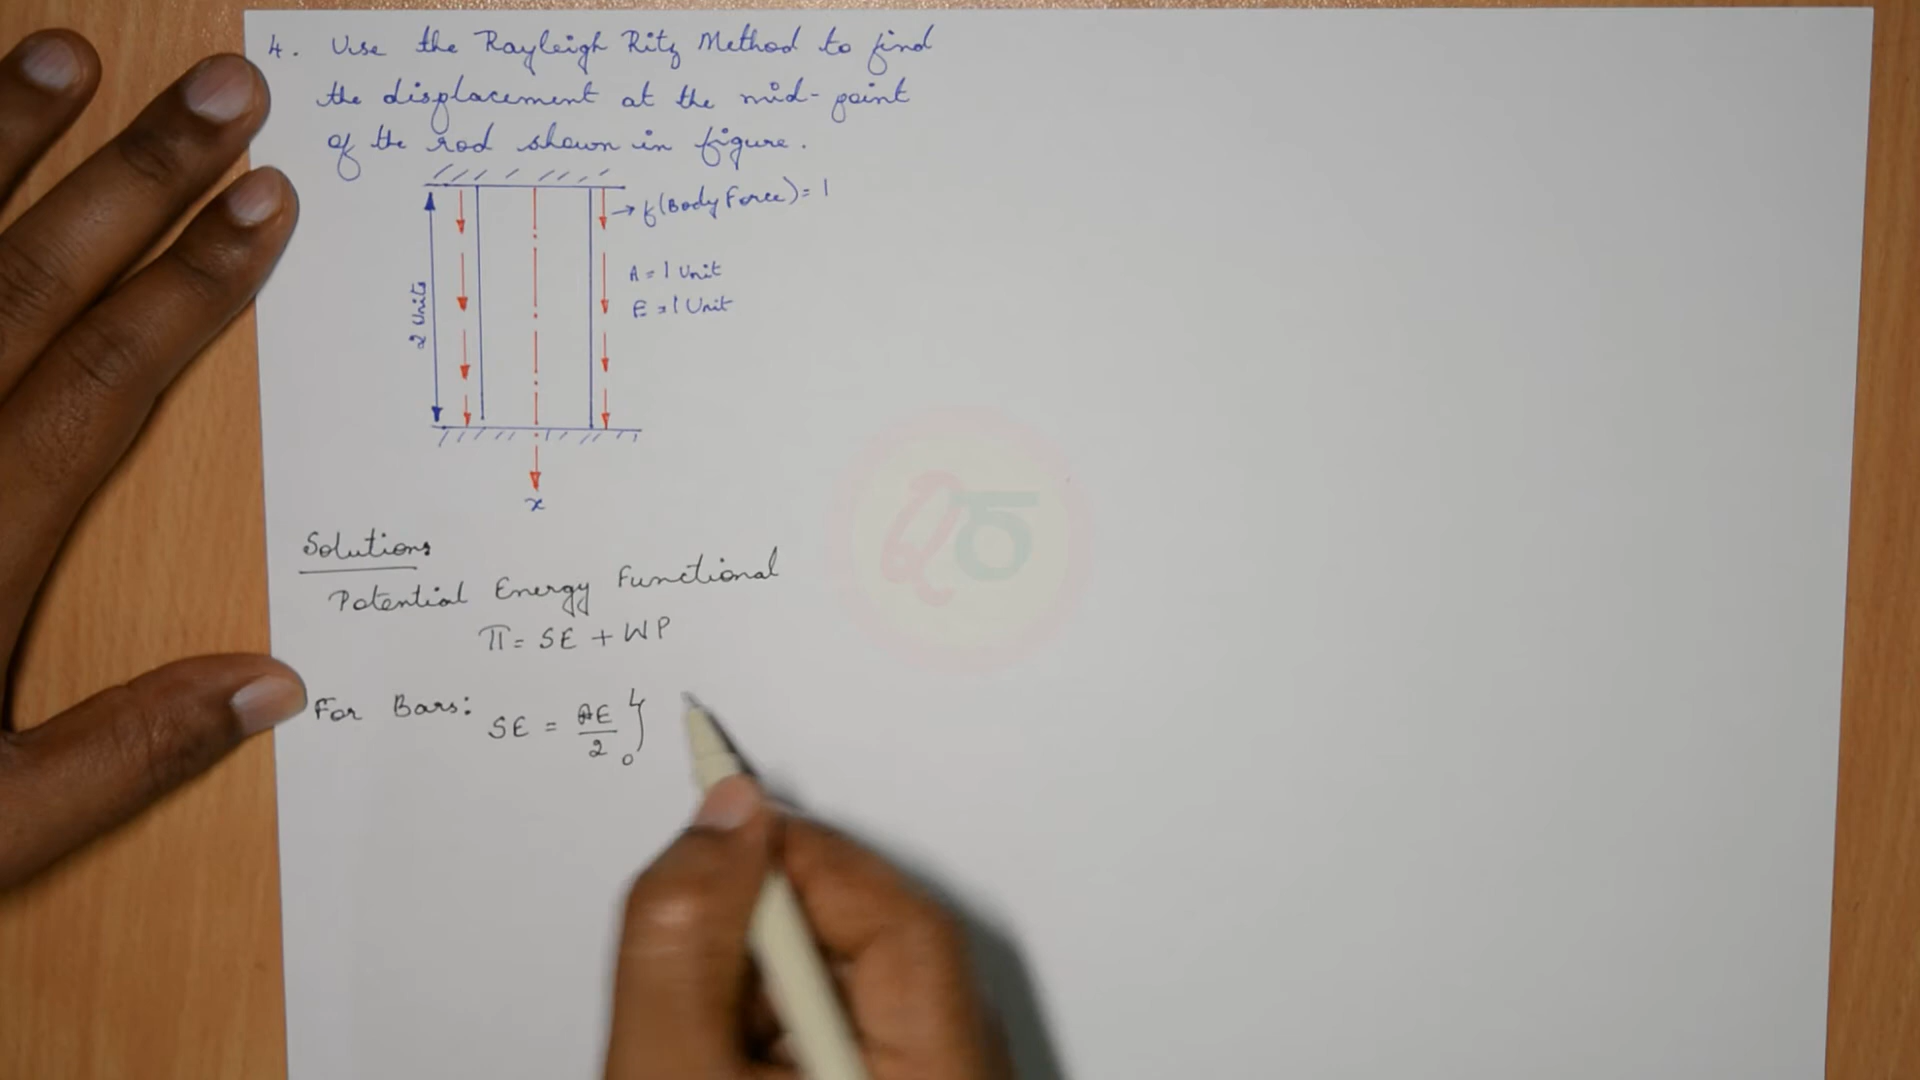 4. Use the Rayleigh Ritz Method to find
the displacement at the mid-point
of the rod shown in figure.
→ f(Body Force) = 1
2 Units
A = 1 Unit
E = 1 Unit
x
Solution:
Potential Energy Functional
π = SE + WP
For Bars: SE = AE/2 ∫₀ᴸ